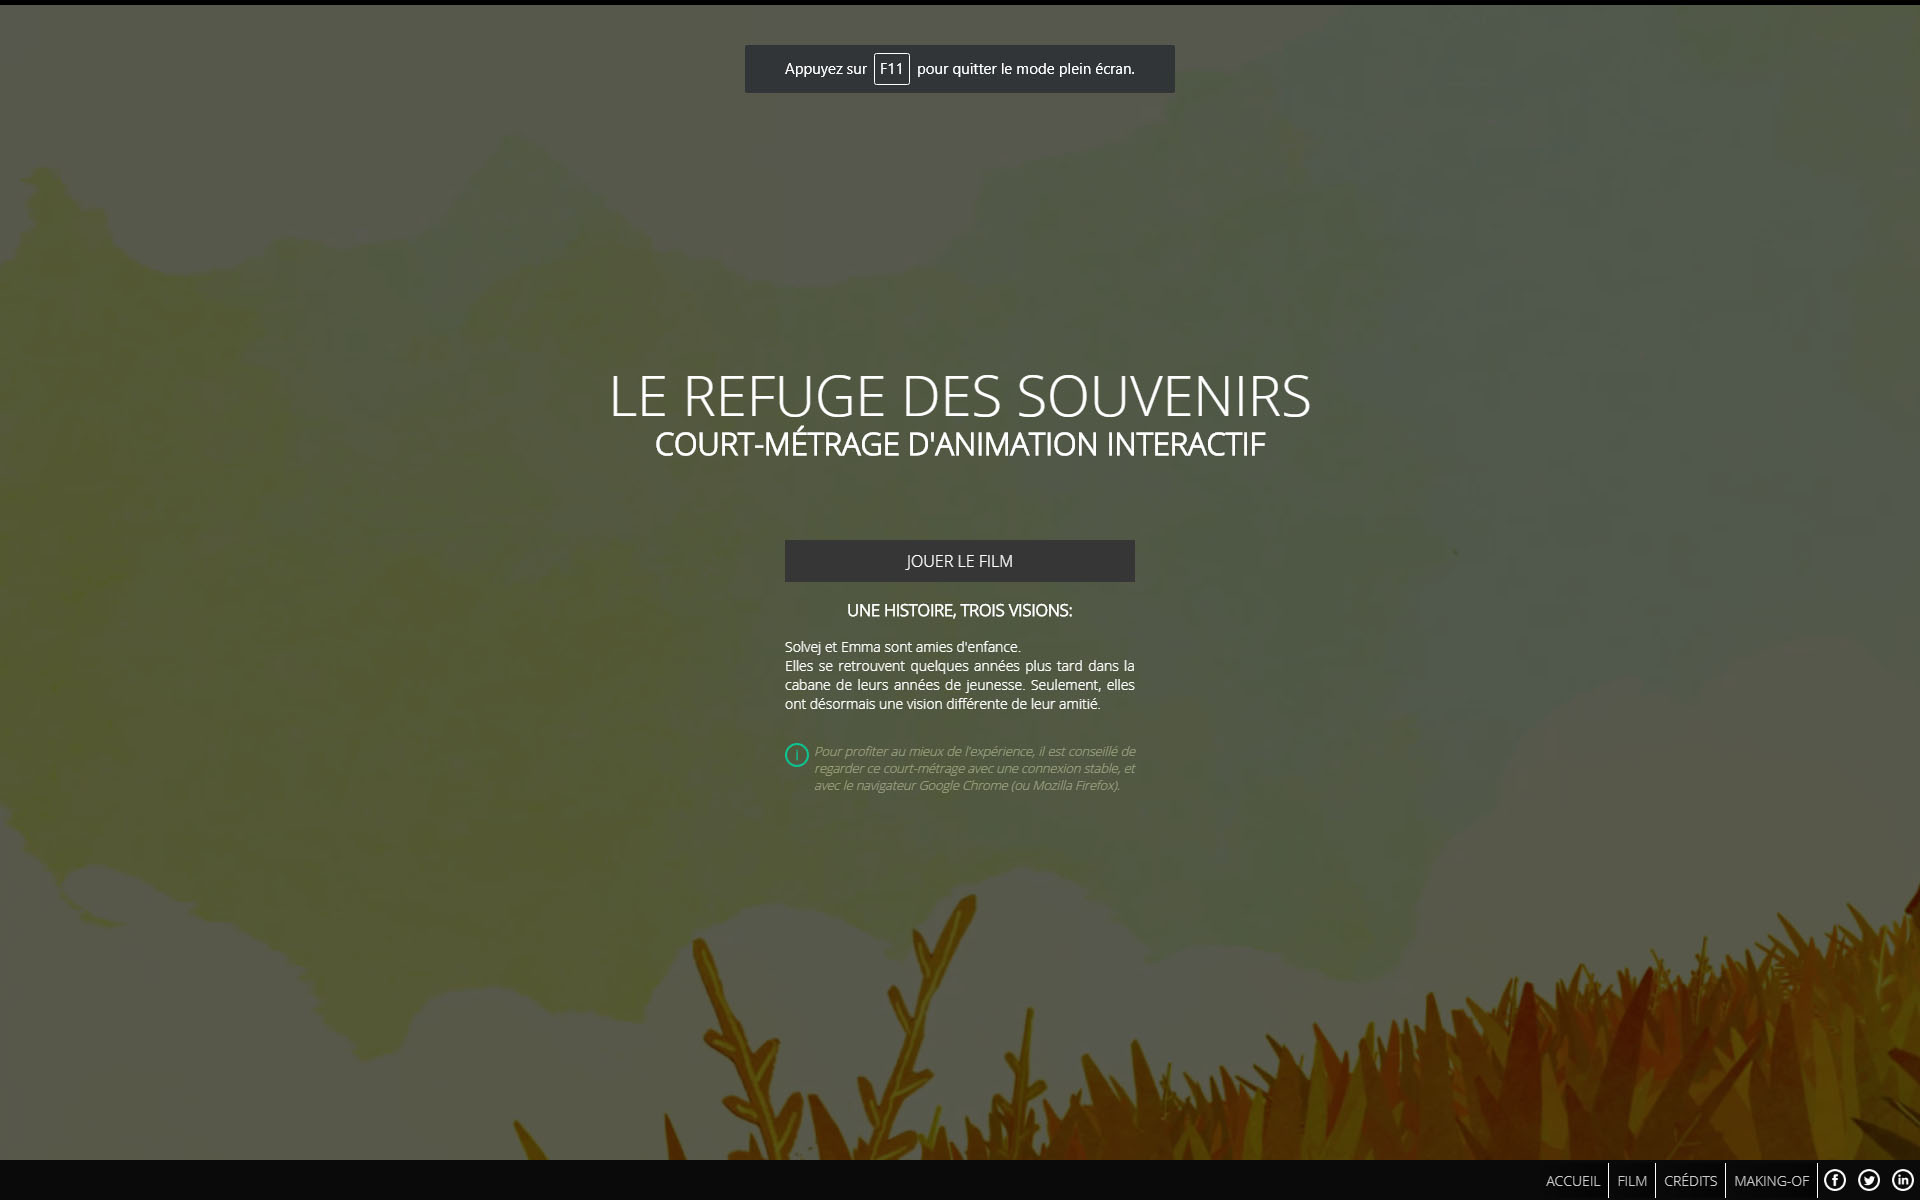 Appuyez sur F11 pour quitter le mode plein écran.
LE REFUGE DES SOUVENIRS
COURT-MÉTRAGE D'ANIMATION INTERACTIF
JOUER LE FILM
UNE HISTOIRE, TROIS VISIONS:
Solvej et Emma sont amies d'enfance.
Elles se retrouvent quelques années plus tard dans la
cabane de leurs années de jeunesse. Seulement, elles
ont désormais une vision différente de leur amitié.
i Pour profiter au mieux de l'expérience, il est conseillé de
regarder ce court-métrage avec une connexion stable, et
avec le navigateur Google Chrome (ou Mozilla Firefox).
ACCUEIL FILM CRÉDITS MAKING-OF f in